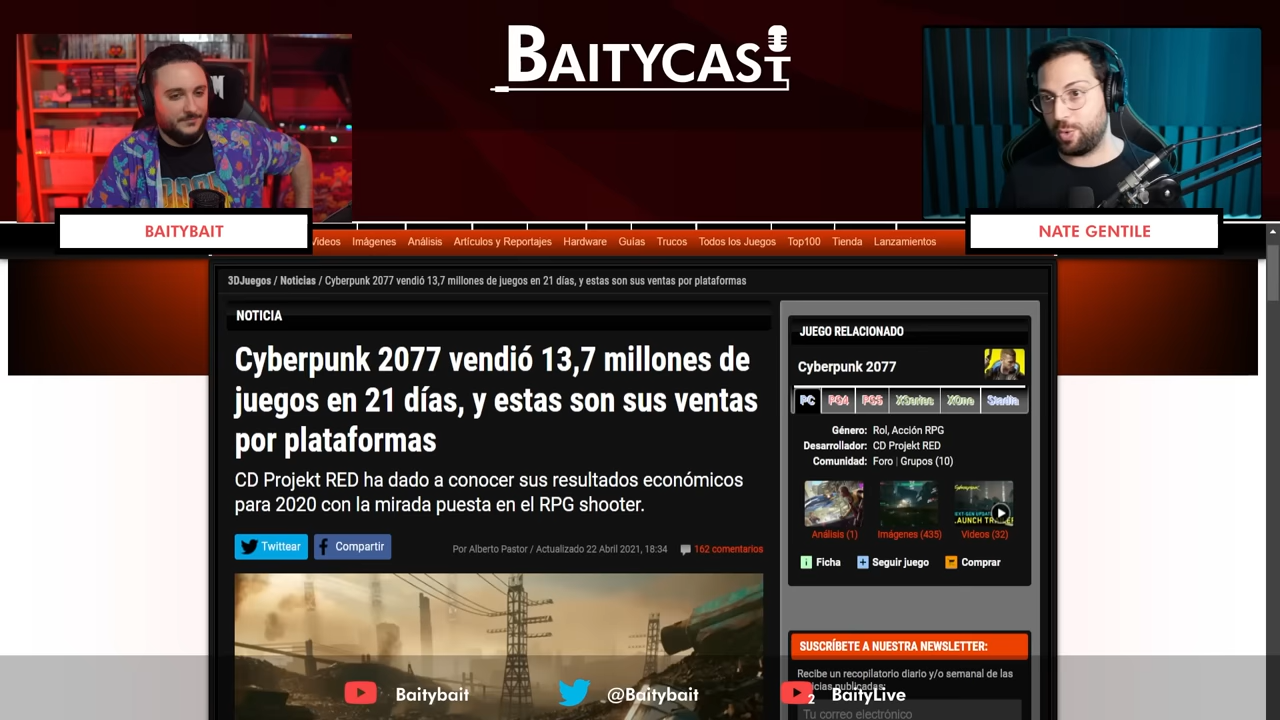 BAITYCAST
BAITYBAIT
NATE GENTILE
Videos Imágenes Análisis Artículos y Reportajes Hardware Guías Trucos Todos los Juegos Top100 Tienda Lanzamientos
3DJuegos / Noticias / Cyberpunk 2077 vendió 13,7 millones de juegos en 21 días, y estas son sus ventas por plataformas
NOTICIA
Cyberpunk 2077 vendió 13,7 millones de
juegos en 21 días, y estas son sus ventas
por plataformas
CD Projekt RED ha dado a conocer sus resultados económicos
para 2020 con la mirada puesta en el RPG shooter.
Twittear
Compartir
Por Alberto Pastor / Actualizado 22 Abril 2021, 18:34
162 comentarios
JUEGO RELACIONADO
Cyberpunk 2077
PC PS4 PS5 XSeries XOne Stadia
Género: Rol, Acción RPG
Desarrollador: CD Projekt RED
Comunidad: Foro | Grupos (10)
Análisis (1) Imágenes (435) Videos (32)
Ficha Seguir juego Comprar
SUSCRÍBETE A NUESTRA NEWSLETTER:
Recibe un recopilatorio diario y/o semanal de las
publicadas:
Tu correo electrónico
Baitybait
@Baitybait
2 BaityLive